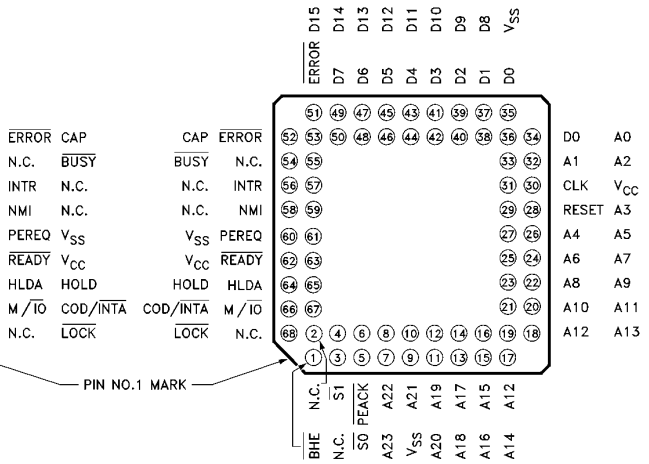 D15 D14 D13 D12 D11 D10 D9 D8 VSS
ERROR D7 D6 D5 D4 D3 D2 D1 D0
51 49 47 45 43 41 39 37 35
ERROR CAP CAP ERROR 52 53 50 48 46 44 42 40 38 36 34 D0 A0
N.C. BUSY BUSY N.C. 54 55 33 32 A1 A2
INTR N.C. N.C. INTR 56 57 31 30 CLK VCC
NMI N.C. N.C. NMI 58 59 29 28 RESET A3
PEREQ VSS VSS PEREQ 60 61 27 26 A4 A5
READY VCC VCC READY 62 63 25 24 A6 A7
HLDA HOLD HOLD HLDA 64 65 23 22 A8 A9
M/IO COD/INTA COD/INTA M/IO 66 67 21 20 A10 A11
N.C. LOCK LOCK N.C. 68 2 4 6 8 10 12 14 16 19 18 A12 A13
1 3 5 7 9 11 13 15 17
PIN NO.1 MARK
N.C. S1 PEACK A22 A21 A19 A17 A15 A12
BHE N.C. S0 A23 VSS A20 A18 A16 A14